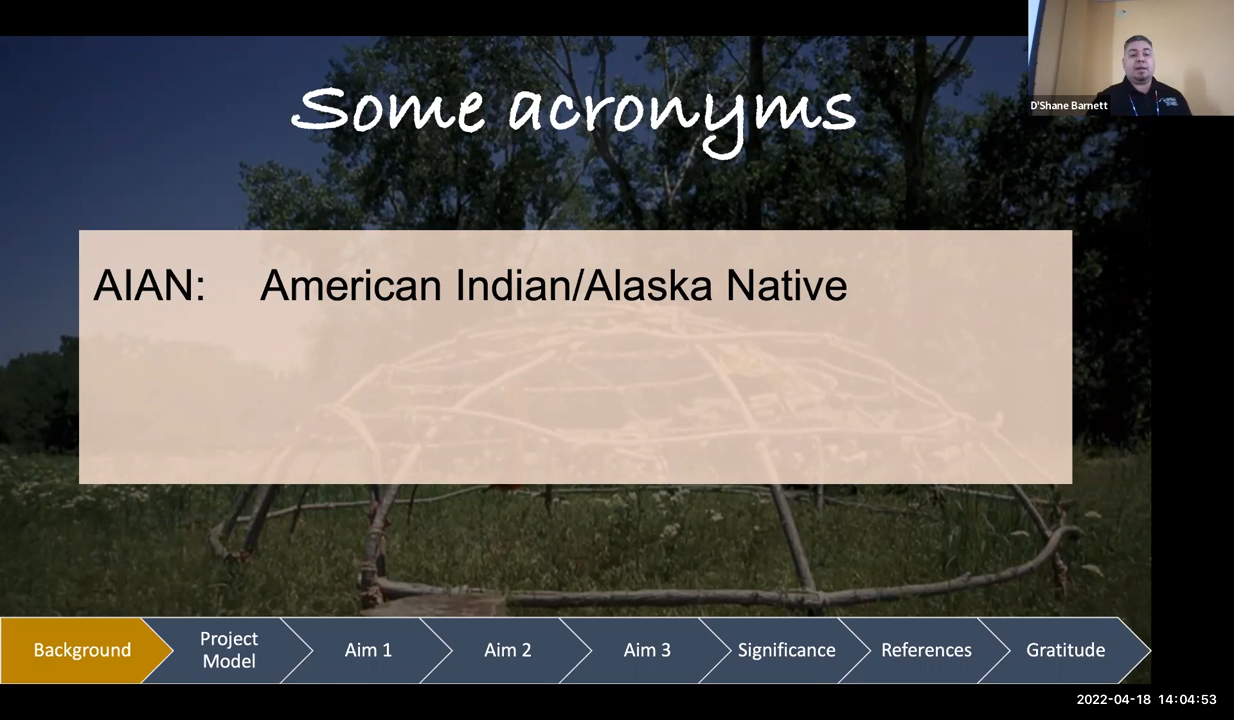 Some acronyms
D'Shane Barnett
AIAN: American Indian/Alaska Native
Background
Project
Model
Aim 1
Aim 2
Aim 3
Significance
References
Gratitude
2022-04-18 14:04:53